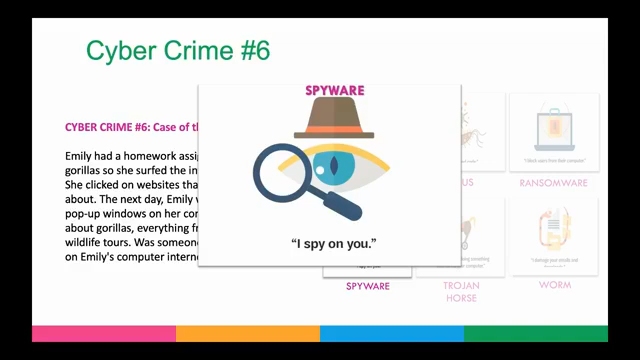 Cyber Crime #6
SPYWARE
CYBER CRIME #6: Case of th
Emily had a homework assig
gorillas so she surfed the in
She clicked on websites tha
about. The next day, Emily w
pop-up windows on her con
about gorillas, everything fr
wildlife tours. Was someone
on Emily's computer interne
“I spy on you.”
US
RANSOMWARE
SPYWARE
TROJAN
HORSE
WORM